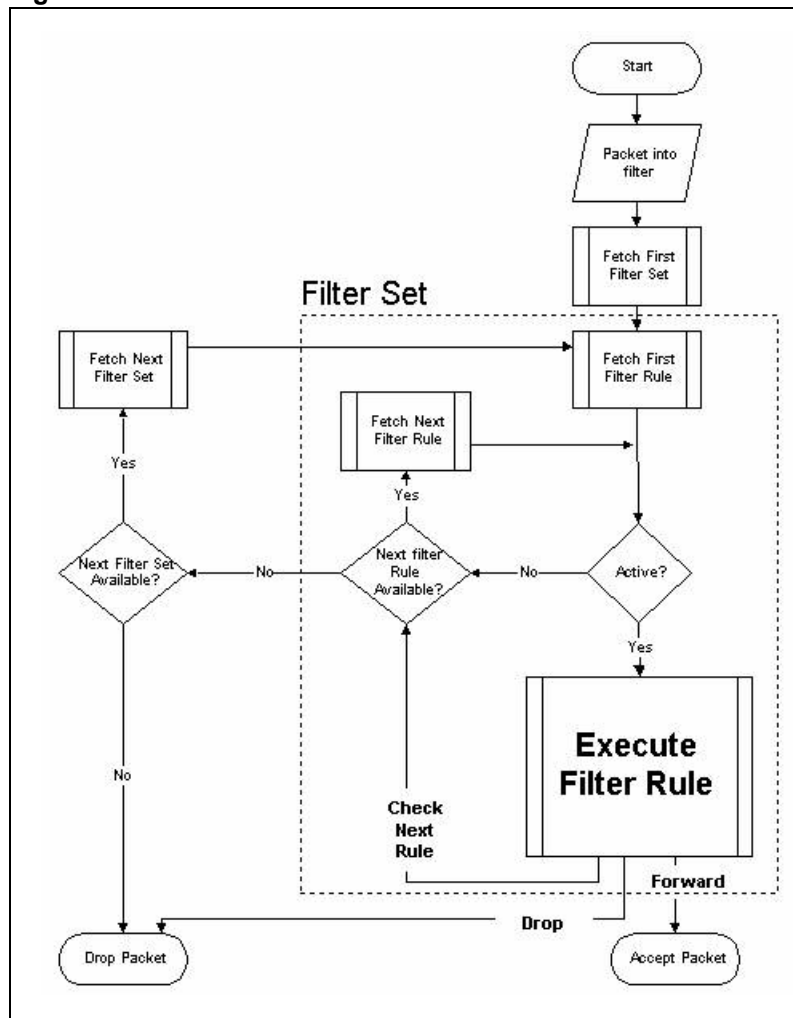 Start
Packet into
filter
Fetch First
Filter Set
Filter Set
Fetch Next
Filter Set
Fetch First
Filter Rule
Fetch Next
Filter Rule
Yes
Yes
Next Filter Set
Available?
No
Next filter
Rule
Available?
No
Active?
Yes
Execute
Filter Rule
No
Check
Next
Rule
Forward
Drop
Drop Packet
Accept Packet